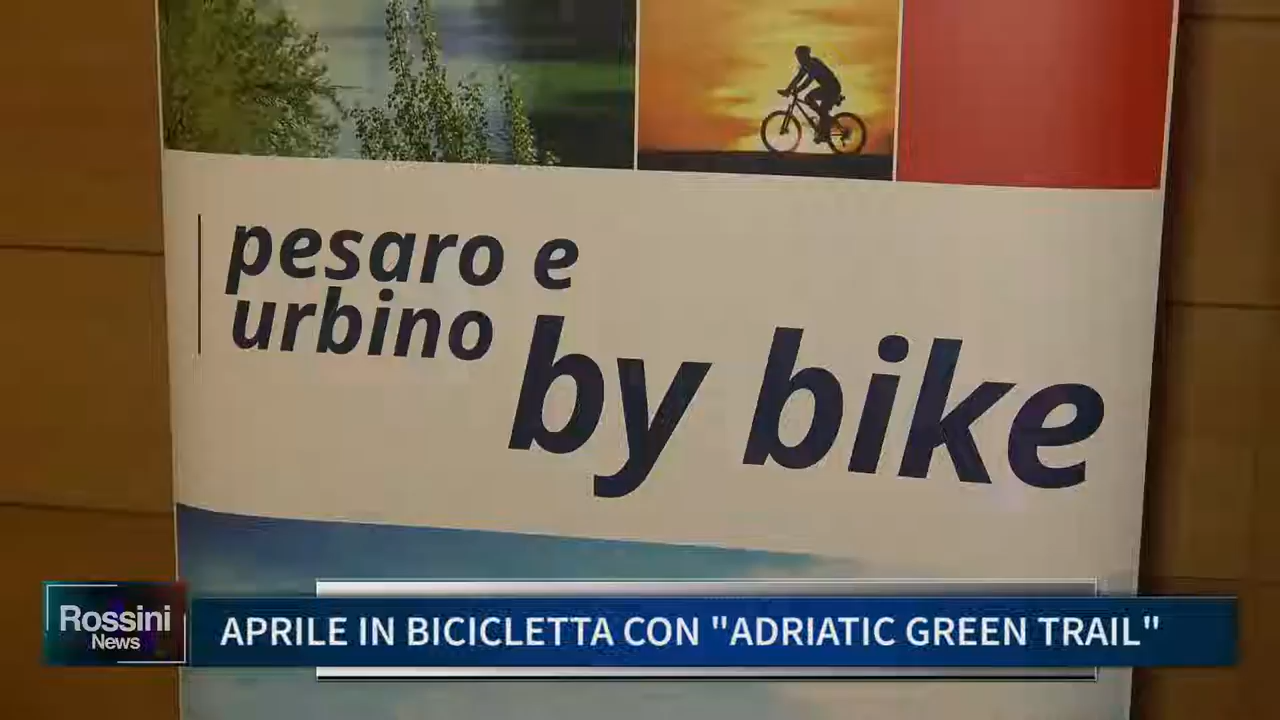 pesaro e
urbino
by bike
Rossini
News
APRILE IN BICICLETTA CON "ADRIATIC GREEN TRAIL"